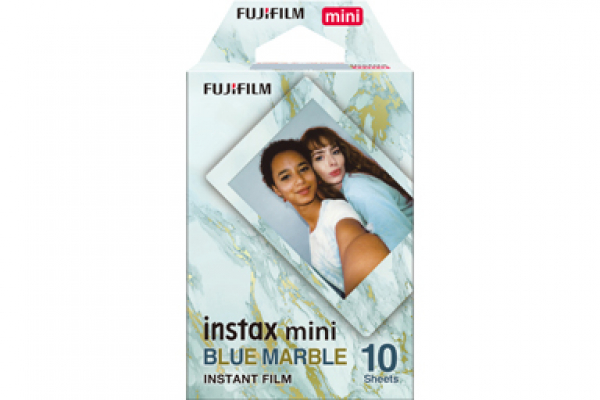 FUJIFILM mini
FUJIFILM
instax mini
BLUE MARBLE 10
INSTANT FILM Sheets